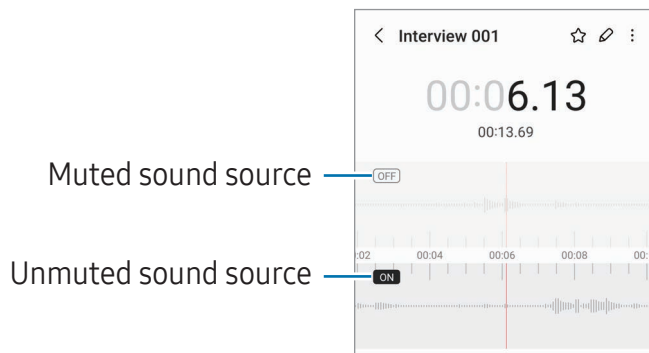 Interview 001
00:06.13
00:13.69
Muted sound source
OFF
:02 00:04 00:06 00:08 00:
Unmuted sound source
ON